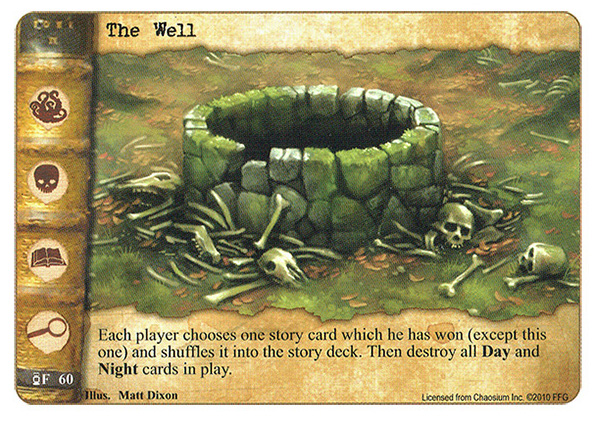 The Well
Each player chooses one story card which he has won (except this
one) and shuffles it into the story deck. Then destroy all Day and
Night cards in play.
F 60
Illus. Matt Dixon
Licensed from Chaosium Inc. ©2010 FFG